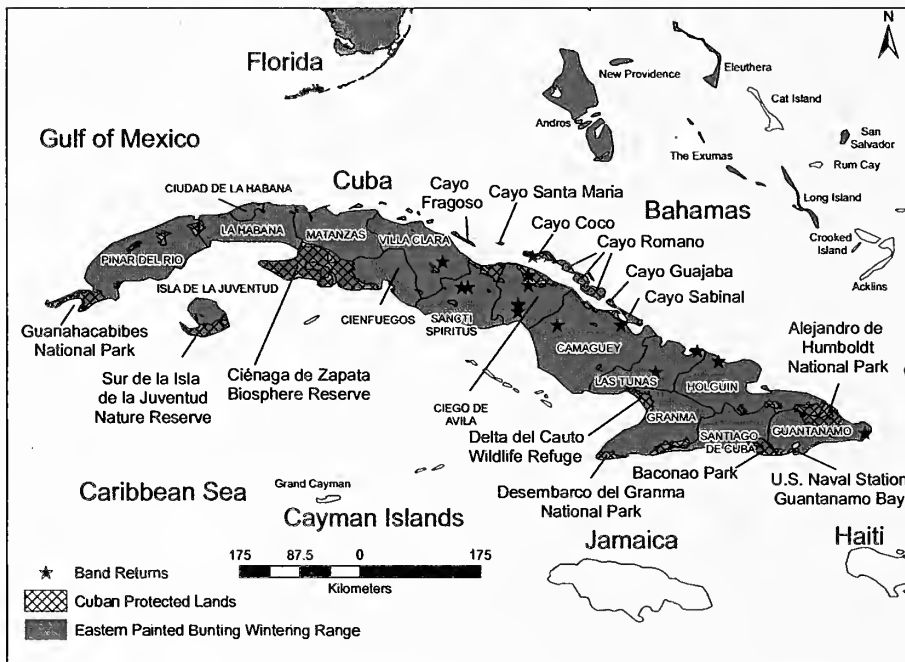 N
Florida
New Providence
Eleuthera
Cat Island
Andros
Gulf of Mexico
San
Salvador
The Exumas
Rum Cay
CIUDAD DE LA HABANA
Cuba
Cayo
Fragoso
Cayo Santa Maria
Long Island
Bahamas
LA HABANA
MATANZAS
VILLA CLARA
Cayo Coco
Cayo Romano
Crooked
Island
PINAR DEL RIO
Cayo Guajaba
Acklins
ISLA DE LA JUVENTUD
CIENFUEGOS
SANCTI
SPIRITUS
Cayo Sabinal
Guanahacabibes
National Park
CAMAGUEY
Alejandro de
Humboldt
National Park
Sur de la Isla
de la Juventud
Nature Reserve
Ciénaga de Zapata
Biosphere Reserve
LAS TUNAS
HOLGÜIN
CIEGO DE
AVILA
GRANMA
Delta del Cauto
Wildlife Refuge
SANTIAGO
DE CUBA
GUANTANAMO
Baconao Park
U.S. Naval Station
Guantanamo Bay
Caribbean Sea
Grand Cayman
Desembarco del Granma
National Park
Cayman Islands
Jamaica
Haiti
175 87.5 0 175
Kilometers
Band Returns
Cuban Protected Lands
Eastern Painted Bunting Wintering Range